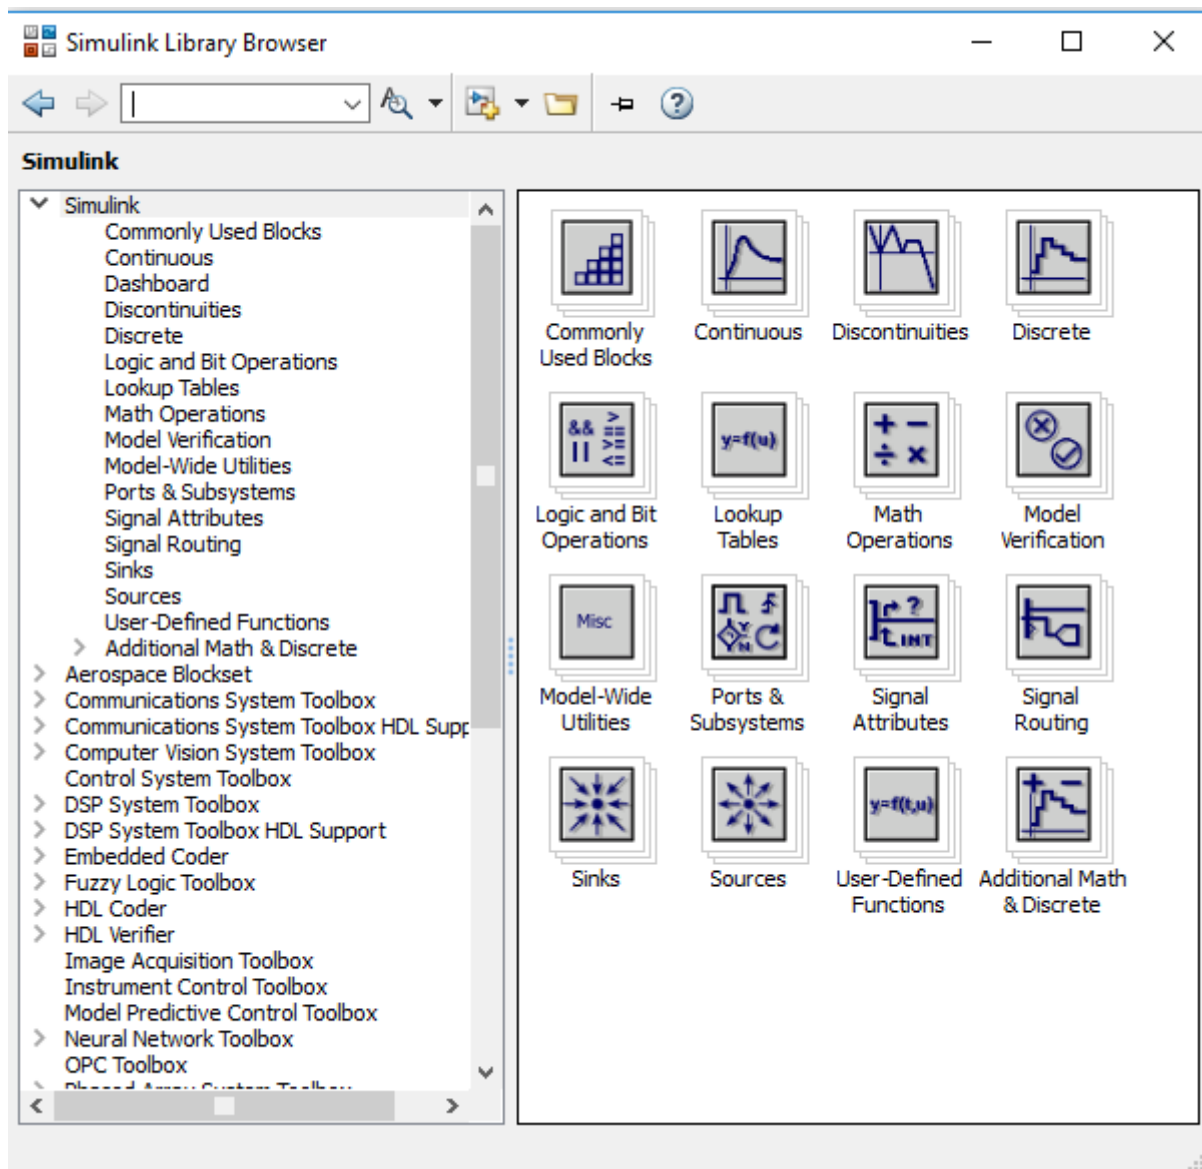 Simulink Library Browser
Simulink
Simulink
Commonly Used Blocks
Continuous
Dashboard
Discontinuities
Discrete
Logic and Bit Operations
Lookup Tables
Math Operations
Model Verification
Model-Wide Utilities
Ports & Subsystems
Signal Attributes
Signal Routing
Sinks
Sources
User-Defined Functions
Additional Math & Discrete
Aerospace Blockset
Communications System Toolbox
Communications System Toolbox HDL Supp
Computer Vision System Toolbox
Control System Toolbox
DSP System Toolbox
DSP System Toolbox HDL Support
Embedded Coder
Fuzzy Logic Toolbox
HDL Coder
HDL Verifier
Image Acquisition Toolbox
Instrument Control Toolbox
Model Predictive Control Toolbox
Neural Network Toolbox
OPC Toolbox
Phased Array System Toolbox
Commonly
Used Blocks
Continuous
Discontinuities
Discrete
&& > ==
|| >= <=
Logic and Bit
Operations
y=f(u)
Lookup
Tables
+ −
÷ ×
Math
Operations
Model
Verification
Misc
Model-Wide
Utilities
Y
N
Ports &
Subsystems
?
INT
Signal
Attributes
Signal
Routing
Sinks
Sources
y=f(t,u)
User-Defined
Functions
+ −
Additional Math
& Discrete